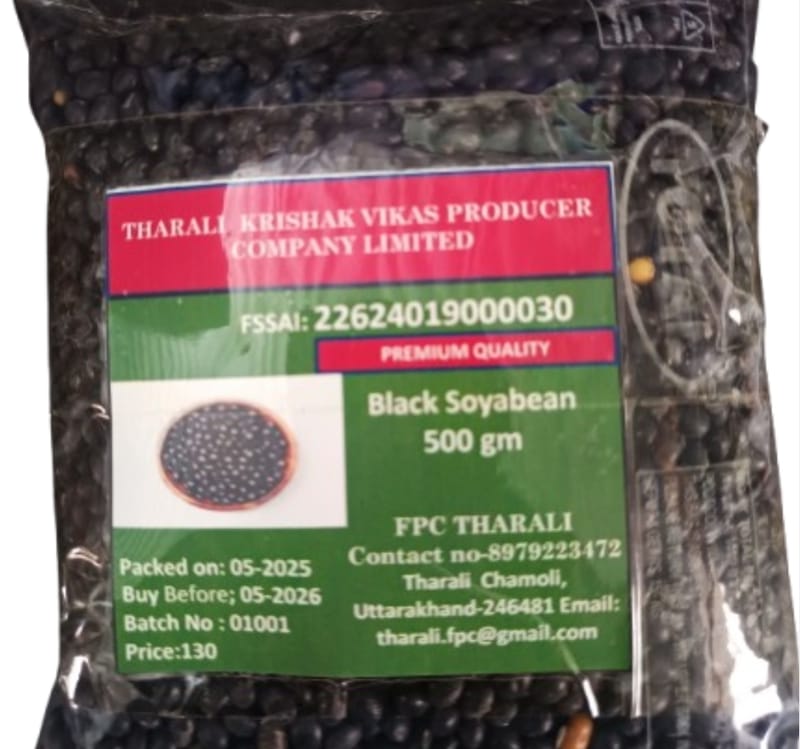 THARALI KRISHAK VIKAS PRODUCER
COMPANY LIMITED
FSSAI: 22624019000030
PREMIUM QUALITY
Black Soyabean
500 gm
FPC THARALI
Contact no-8979223472
Tharali Chamoli,
Uttarakhand-246481 Email:
tharali.fpc@gmail.com
Packed on: 05-2025
Buy Before; 05-2026
Batch No : 01001
Price:130